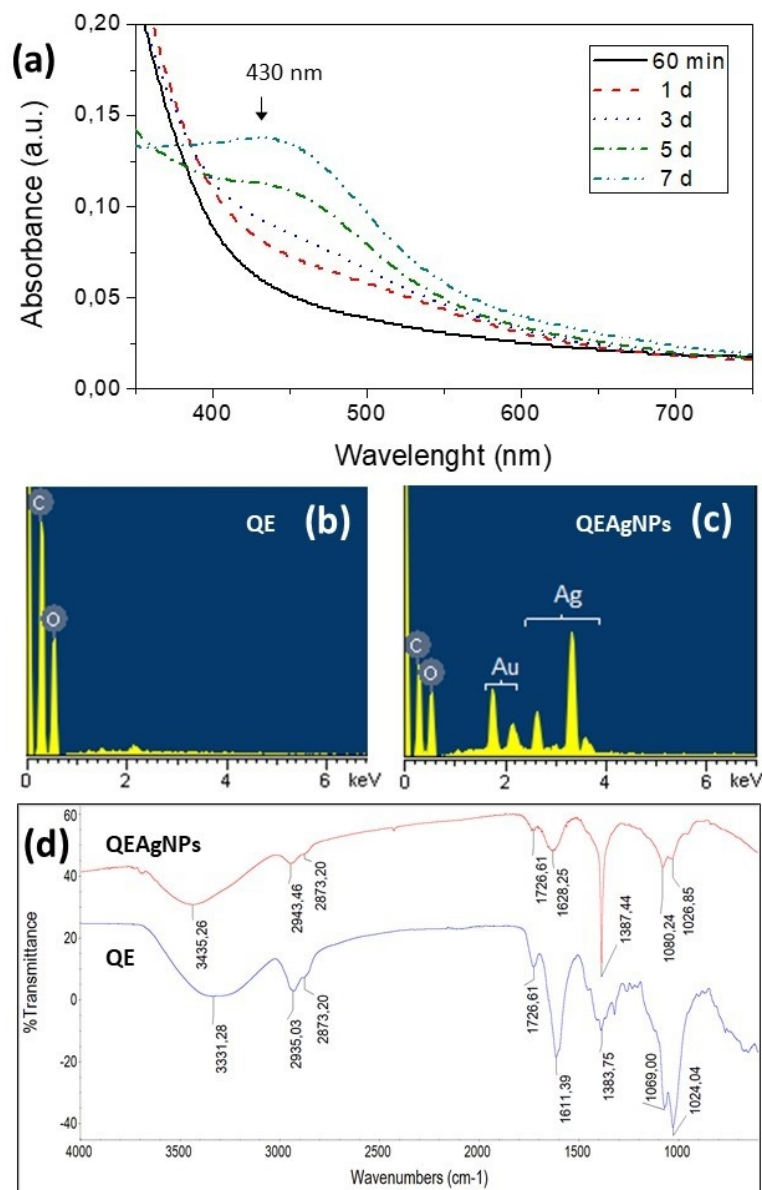 (a)
430 nm
60 min
1 d
3 d
5 d
7 d
0,20
0,15
0,10
0,05
0,00
Absorbance (a.u.)
400 500 600 700
Wavelenght (nm)
(b)
QE
C
O
0 2 4 6 keV
(c)
QEAgNPs
C
O
Au
Ag
0 2 4 6 keV
(d)
QEAgNPs
QE
60
40
20
0
-20
-40
%Transmittance
3435,26
2943,46
2873,20
1726,61
1628,25
1387,44
1080,24
1026,85
3331,28
2935,03
2873,20
1726,61
1611,39
1383,75
1069,00
1024,04
4000 3500 3000 2500 2000 1500 1000
Wavenumbers (cm-1)